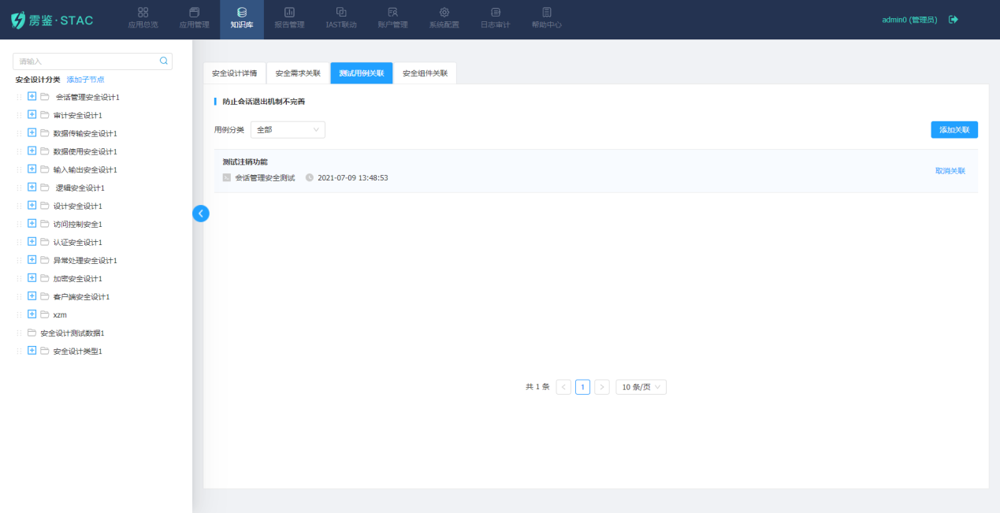 雳鉴·STAC
应用总览
应用管理
知识库
报告管理
IAST联动
账户管理
系统配置
日志审计
帮助中心
admin0 (管理员)
请输入
安全设计分类 添加子节点
会话管理安全设计1
审计安全设计1
数据传输安全设计1
数据使用安全设计1
输入输出安全设计1
逻辑安全设计1
设计安全设计1
访问控制安全1
认证安全设计1
异常处理安全设计1
加密安全设计1
客户端安全设计1
xzm
安全设计测试数据1
安全设计类型1
安全设计详情
安全需求关联
测试用例关联
安全组件关联
防止会话退出机制不完善
用例分类 全部
添加关联
测试注销功能
会话管理安全测试 2021-07-09 13:48:53
取消关联
共 1 条 < 1 > 10 条/页